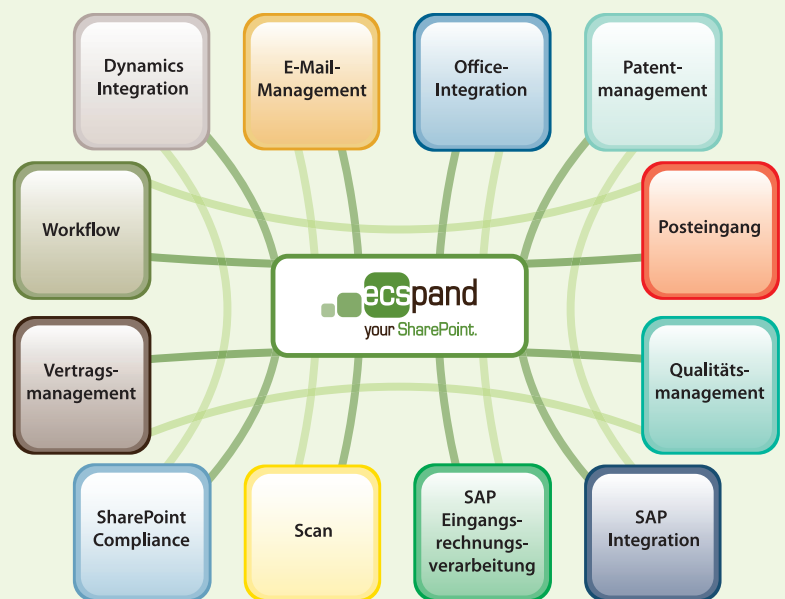 Dynamics
Integration
E-Mail-
Management
Office-
Integration
Patent-
management
Workflow
Posteingang
ecspand
your SharePoint.
Vertrags-
management
Qualitäts-
management
SharePoint
Compliance
Scan
SAP
Eingangs-
rechnungs-
verarbeitung
SAP
Integration